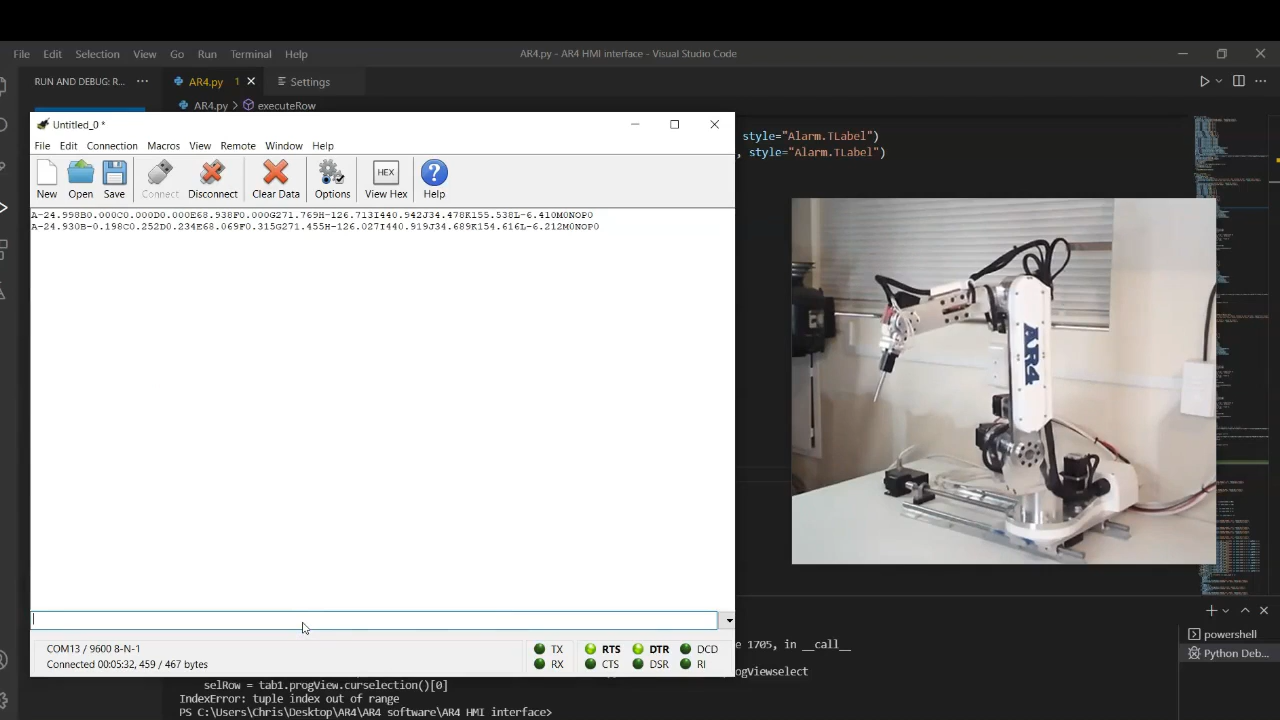 File Edit Selection View Go Run Terminal Help
AR4.py - AR4 HMI interface - Visual Studio Code
RUN AND DEBUG: R... ···
AR4.py 1
Settings
AR4.py > executeRow
Untitled_0 *
File Edit Connection Macros View Remote Window Help
New Open Save Connect Disconnect Clear Data Options HEX View Hex ? Help
A-24.998B0.000C0.000D0.000E68.938F0.000G271.769H-126.713I440.942J34.478K155.538L-6.410M0NOP0
A-24.930B-0.198C0.252D0.234E68.069F0.315G271.455H-126.027I440.919J34.689K154.616L-6.212M0NOP0
style="Alarm.TLabel")
, style="Alarm.TLabel")
AR4
COM13 / 9600 8-N-1
Connected 00:05:32, 459 / 467 bytes
TX RTS DTR DCD
RX CTS DSR RI
e 1705, in __call__
rogViewselect
selRow = tab1.progView.curselection()[0]
IndexError: tuple index out of range
PS C:\Users\Chris\Desktop\AR4\AR4 software\AR4 HMI interface>
powershell
Python Deb...